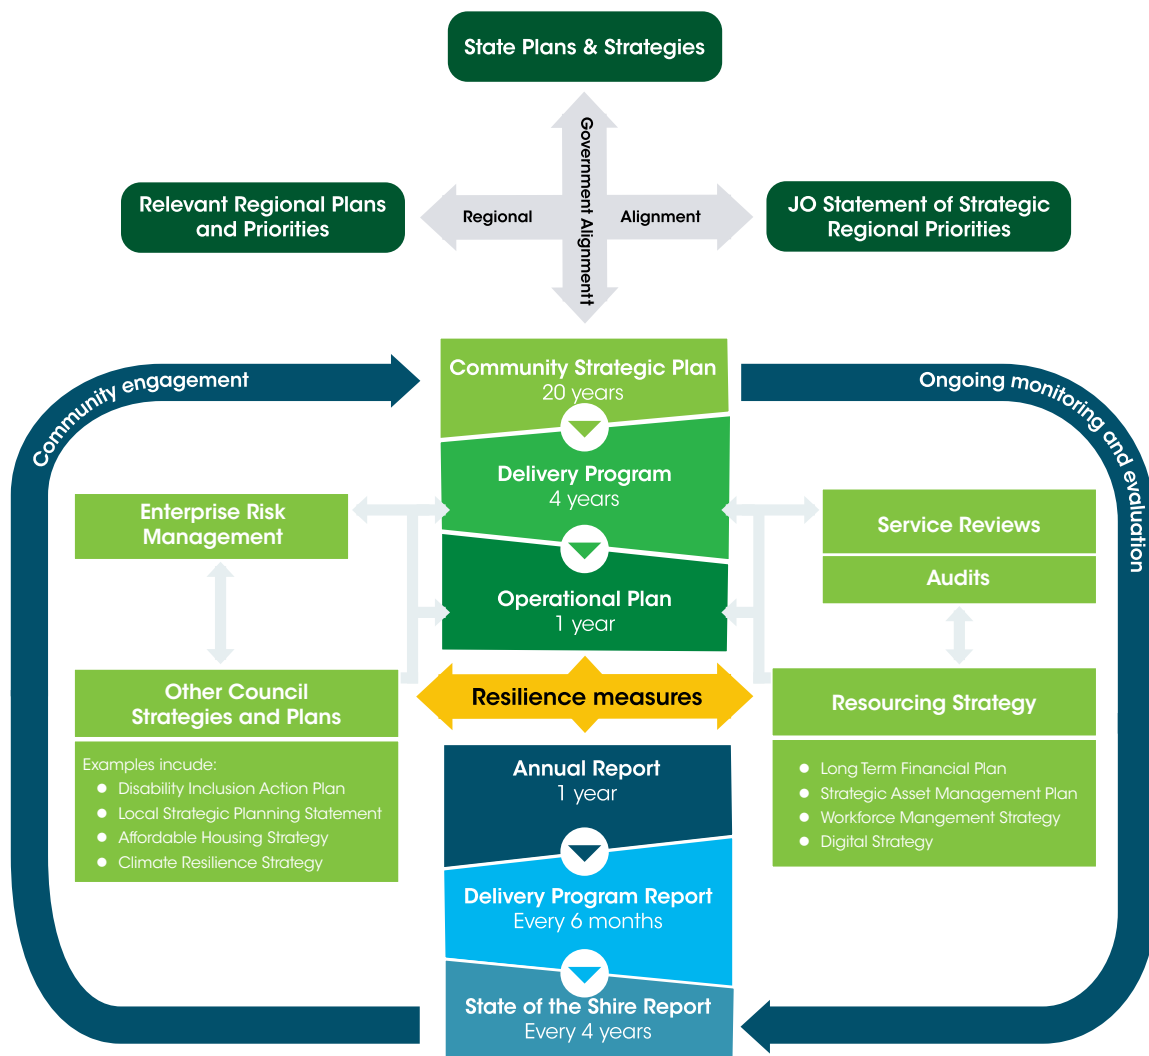 State Plans & Strategies
Government Alignment††
Relevant Regional Plans
and Priorities
Regional
Alignment
JO Statement of Strategic
Regional Priorities
Community engagement
Community Strategic Plan
20 years
Ongoing monitoring and evaluation
Delivery Program
4 years
Enterprise Risk
Management
Service Reviews
Audits
Operational Plan
1 year
Other Council
Strategies and Plans
Resilience measures
Resourcing Strategy
Examples incude:
Disability Inclusion Action Plan
Local Strategic Planning Statement
Affordable Housing Strategy
Climate Resilience Strategy
Annual Report
1 year
Long Term Financial Plan
Strategic Asset Management Plan
Workforce Mangement Strategy
Digital Strategy
Delivery Program Report
Every 6 months
State of the Shire Report
Every 4 years